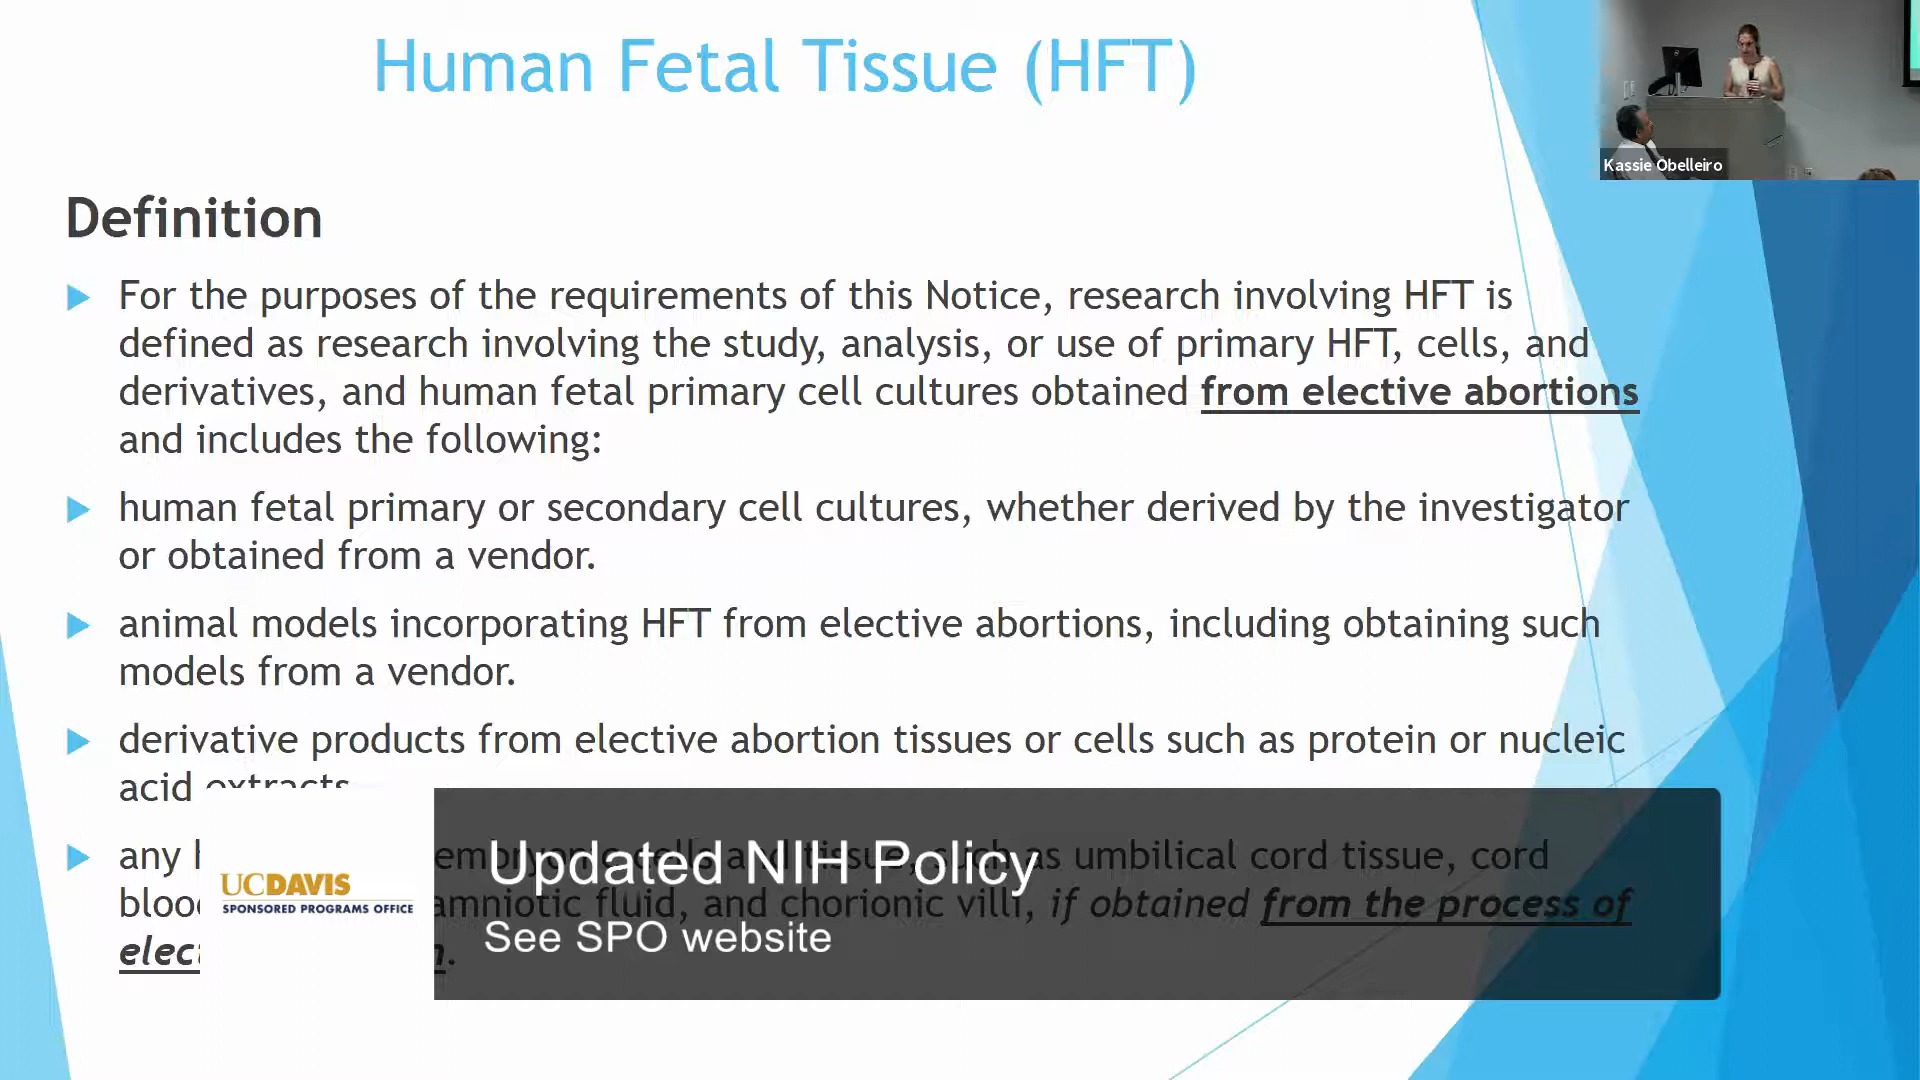 Human Fetal Tissue (HFT)
Kassie Obelleiro
Definition
For the purposes of the requirements of this Notice, research involving HFT is
defined as research involving the study, analysis, or use of primary HFT, cells, and
derivatives, and human fetal primary cell cultures obtained from elective abortions
and includes the following:
human fetal primary or secondary cell cultures, whether derived by the investigator
or obtained from a vendor.
animal models incorporating HFT from elective abortions, including obtaining such
models from a vendor.
derivative products from elective abortion tissues or cells such as protein or nucleic
acid extracts
any embryonic cells and tissue, such as umbilical cord tissue, cord
amniotic fluid, and chorionic villi, if obtained from the process of
UCDAVIS
SPONSORED PROGRAMS OFFICE
Updated NIH Policy
See SPO website